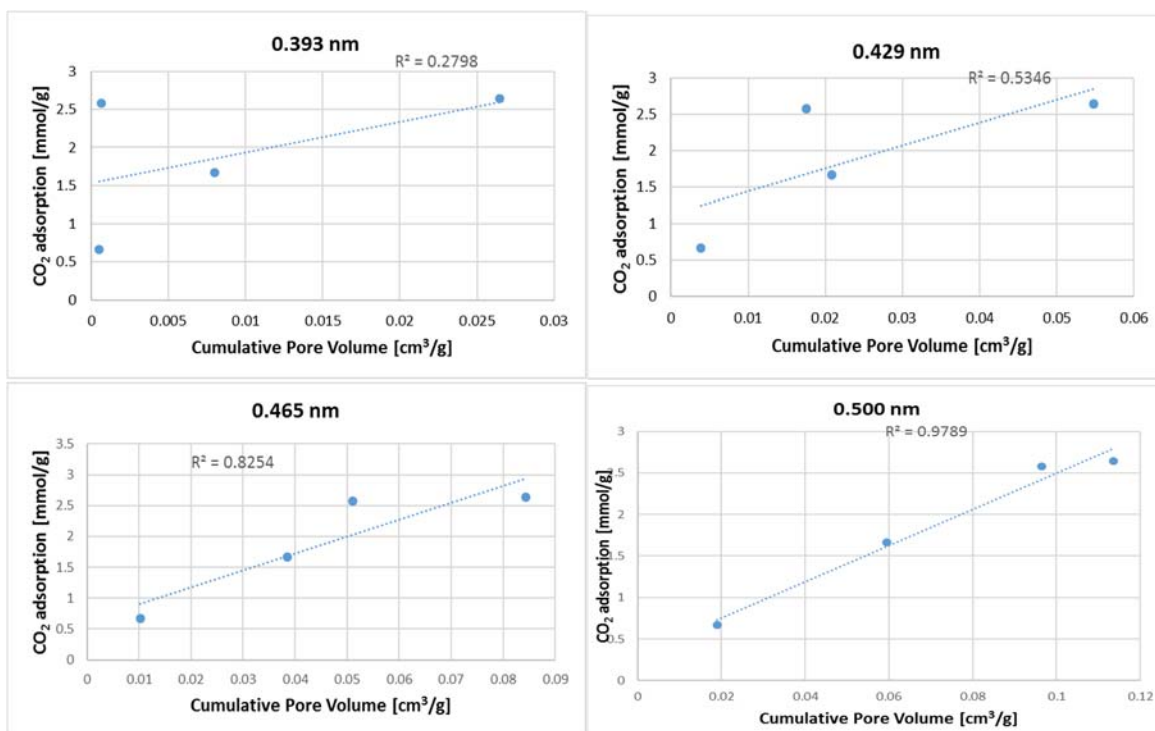 0.393 nm
R² = 0.2798
CO₂ adsorption [mmol/g]
3
2.5
2
1.5
1
0.5
0
0 0.005 0.01 0.015 0.02 0.025 0.03
Cumulative Pore Volume [cm³/g]
0.429 nm
R² = 0.5346
CO₂ adsorption [mmol/g]
3
2.5
2
1.5
1
0.5
0
0 0.01 0.02 0.03 0.04 0.05 0.06
Cumulative Pore Volume [cm³/g]
0.465 nm
R² = 0.8254
CO₂ adsorption [mmol/g]
3.5
3
2.5
2
1.5
1
0.5
0
0 0.01 0.02 0.03 0.04 0.05 0.06 0.07 0.08 0.09
Cumulative Pore Volume [cm³/g]
0.500 nm
R² = 0.9789
CO₂ adsorption [mmol/g]
3
2.5
2
1.5
1
0.5
0
0 0.02 0.04 0.06 0.08 0.1 0.12
Cumulative Pore Volume [cm³/g]